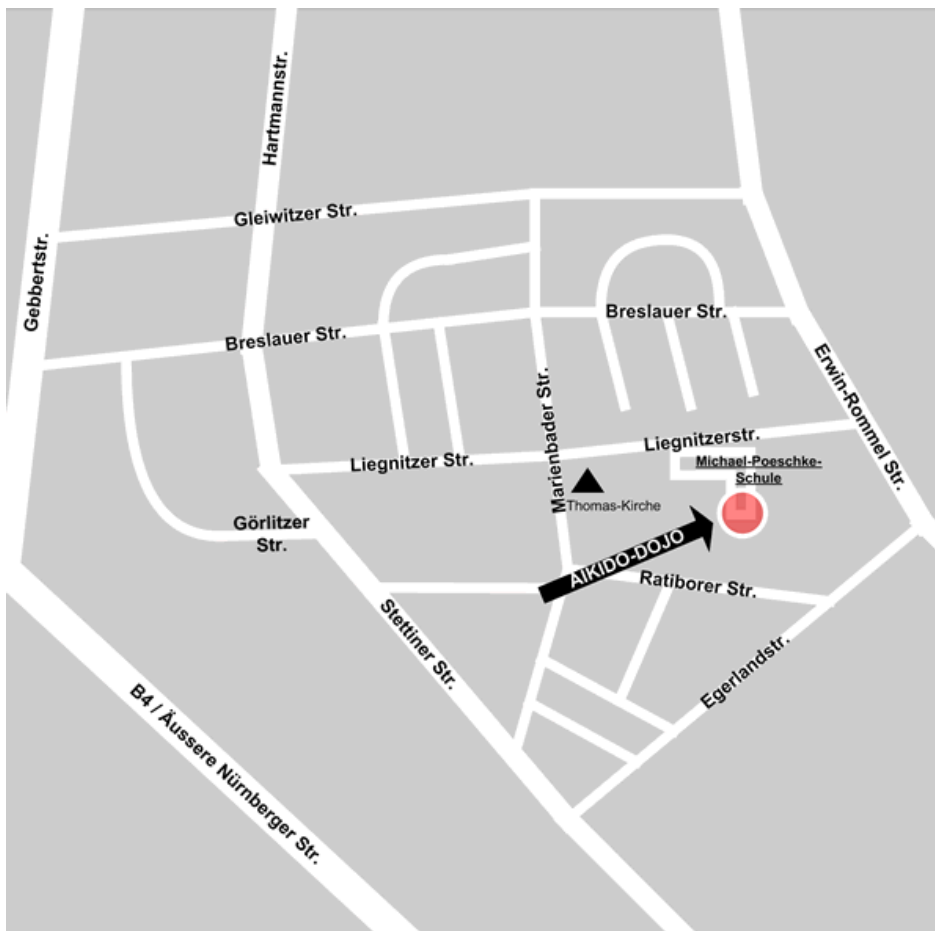 Hartmannstr.
Gleiwitzer Str.
Gebbertstr.
Breslauer Str.
Breslauer Str.
Erwin-Rommel Str.
Marienbader Str.
Liegnitzerstr.
Liegnitzer Str.
Michael-Poeschke-
Schule
Thomas-Kirche
Görlitzer
Str.
AIKIDO-DOJO
Ratiborer Str.
Stettiner Str.
Egerlandstr.
B4 / Äussere Nürnberger Str.